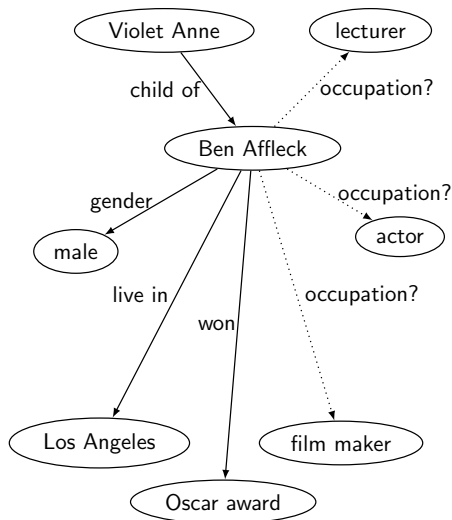 Violet Anne
lecturer
child of
occupation?
Ben Affleck
gender
occupation?
male
actor
live in
occupation?
won
Los Angeles
film maker
Oscar award